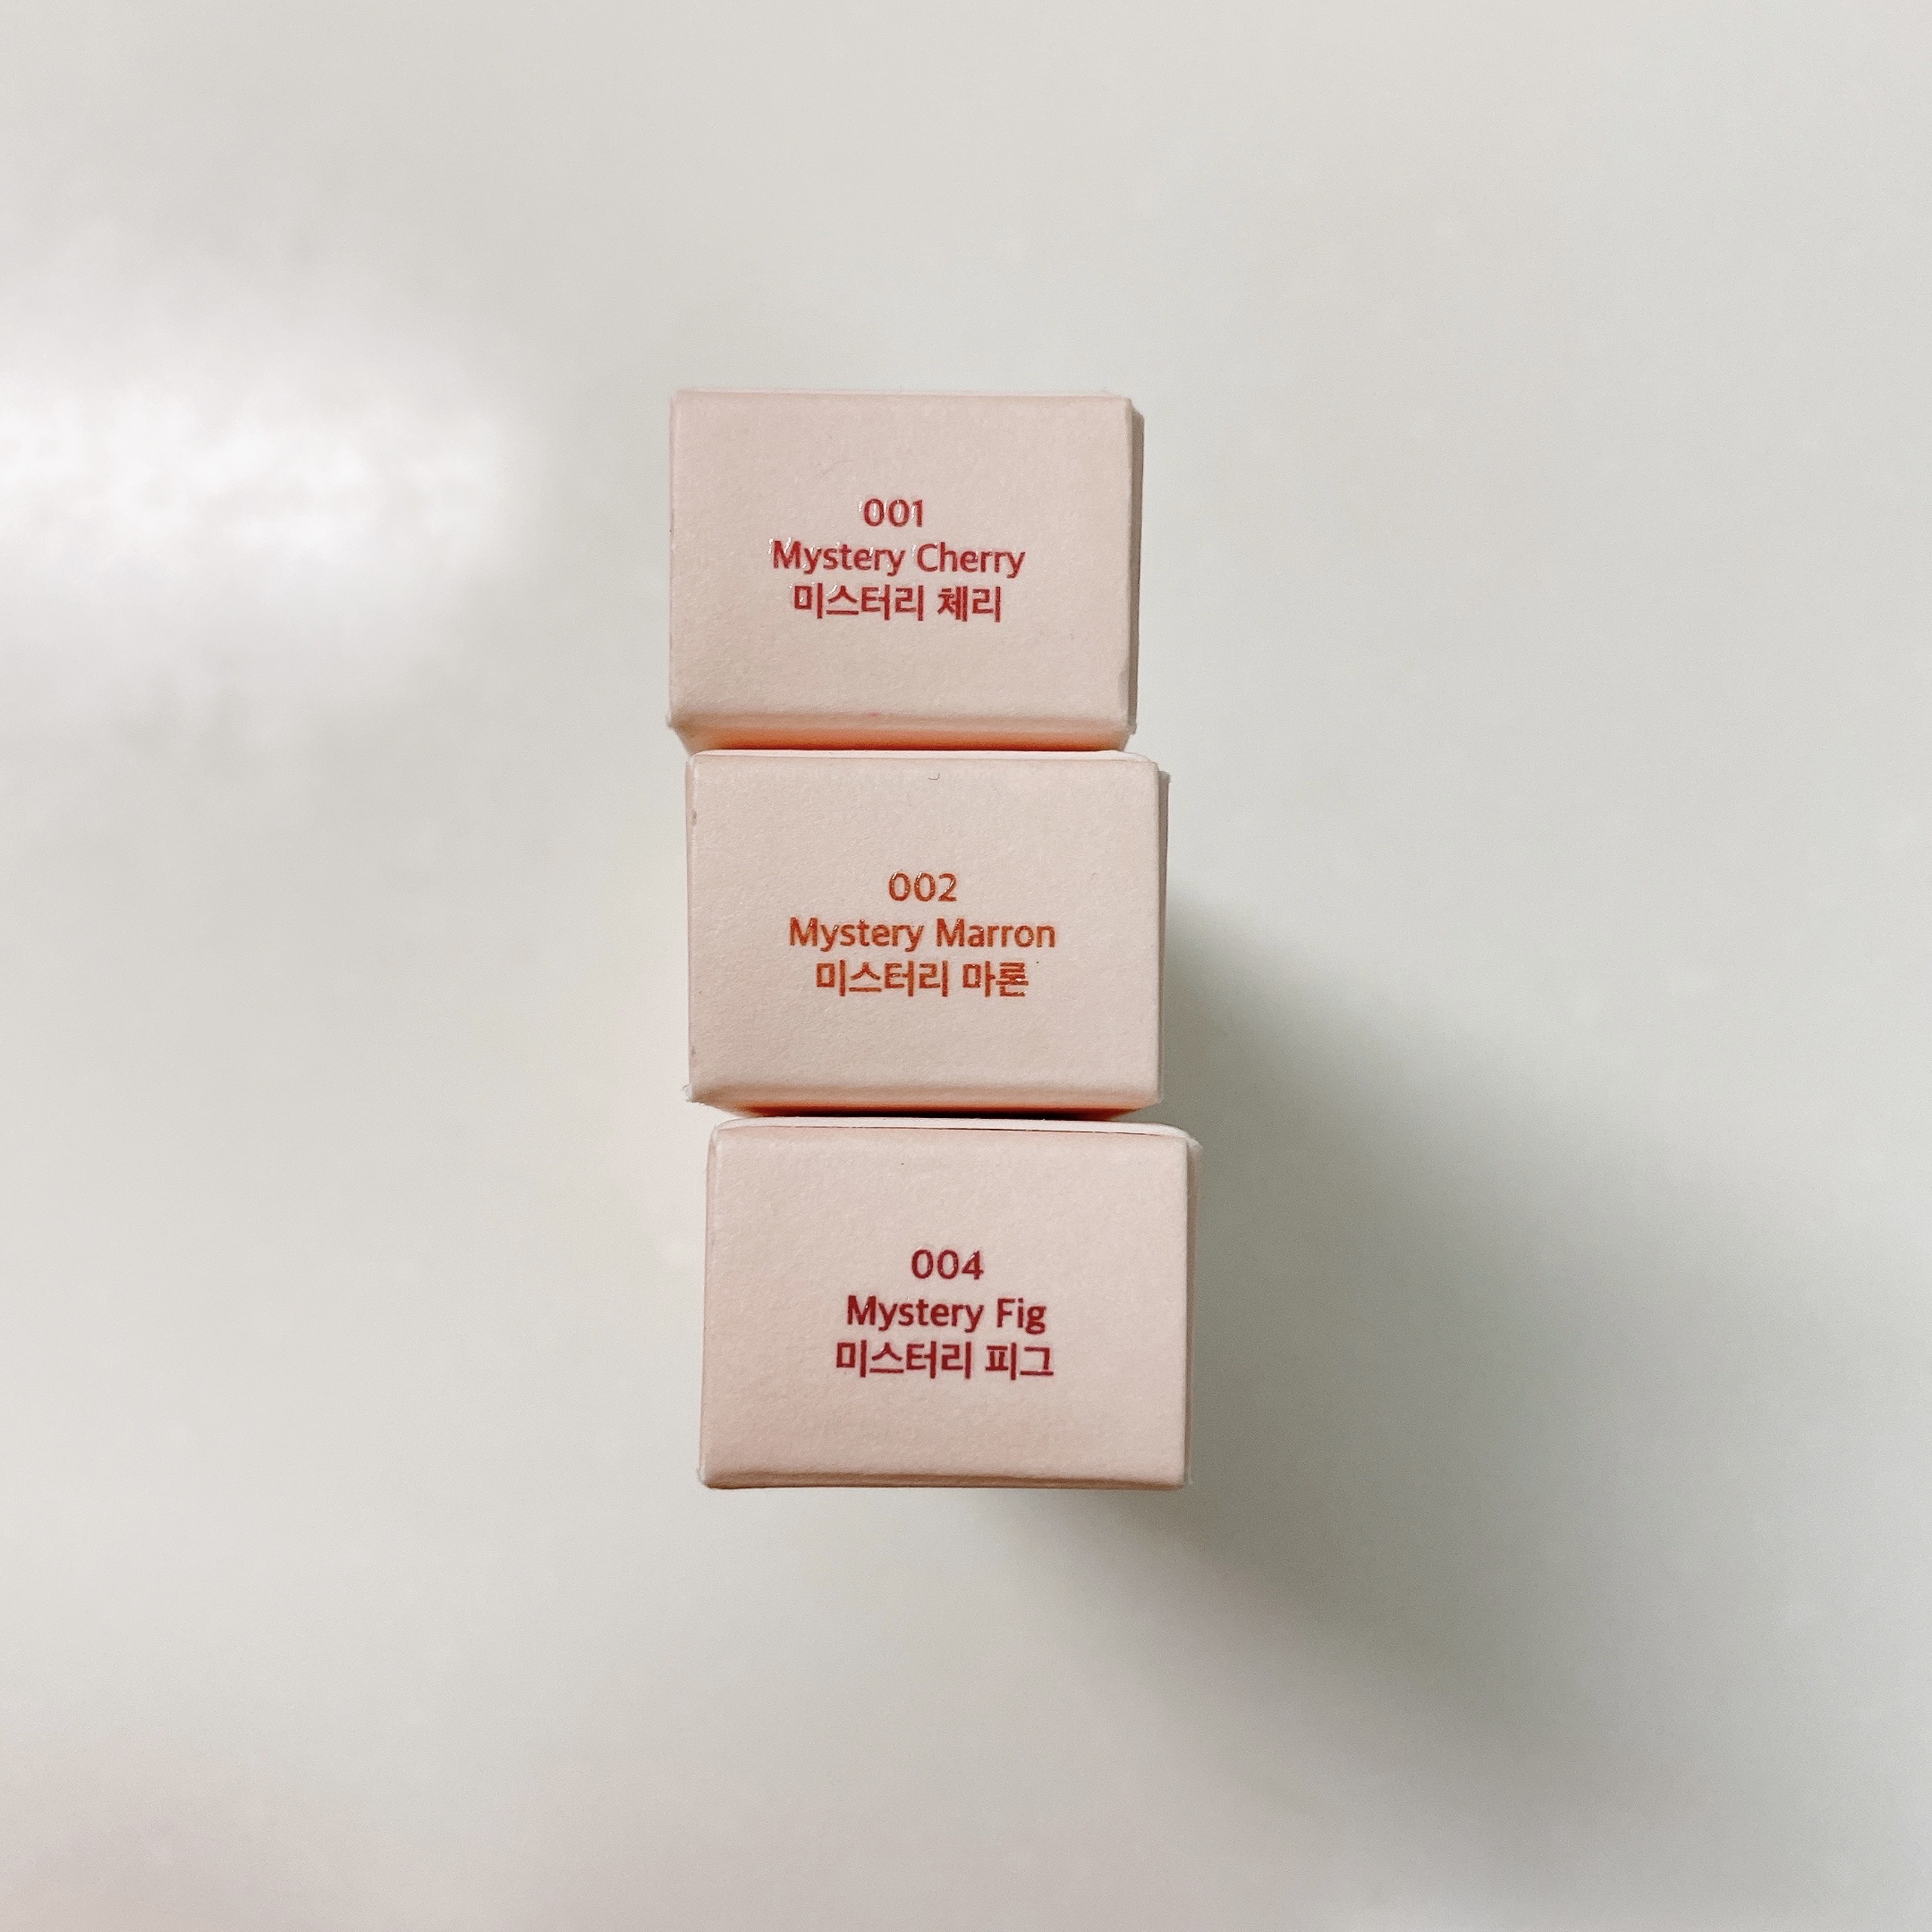 001
Mystery Cherry
미스터리 체리
002
Mystery Marron
미스터리 마론
004
Mystery Fig
미스터리 피그